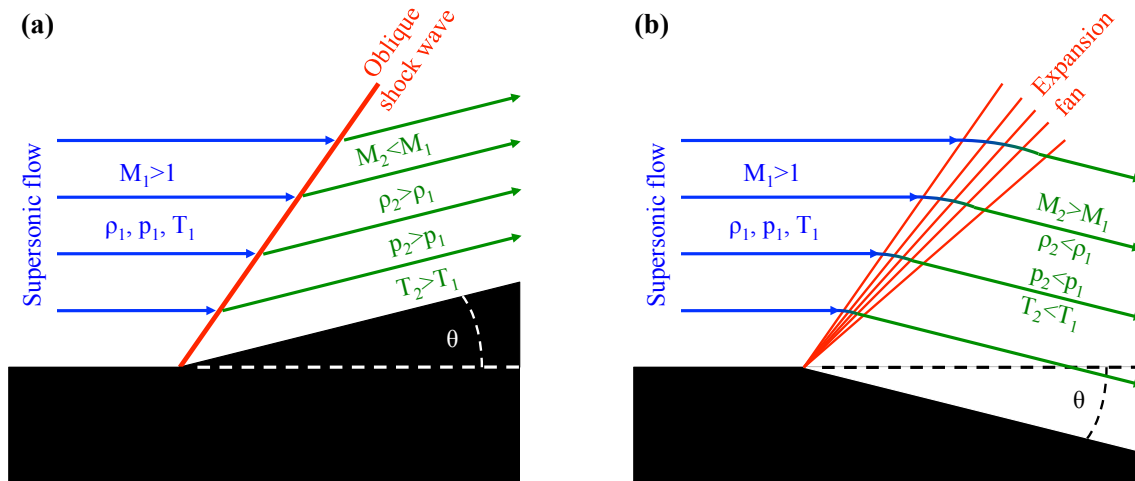 (a)
Oblique
shock wave
Supersonic flow
M₁>1
ρ₁, p₁, T₁
M₂<M₁
ρ₂>ρ₁
p₂>p₁
T₂>T₁
θ
(b)
Expansion
fan
Supersonic flow
M₁>1
ρ₁, p₁, T₁
M₂>M₁
ρ₂<ρ₁
p₂<p₁
T₂<T₁
θ